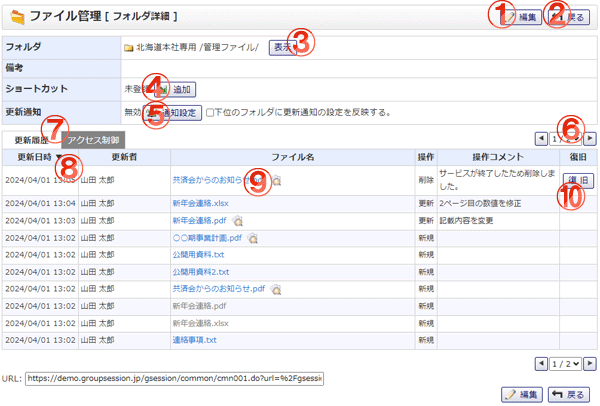 ファイル管理 [ フォルダ詳細 ]
① 編集 ② 戻る
フォルダ 北海道本社専用 /管理ファイル/ 表示 ③
備考
ショートカット 未登 ④ 追加
更新通知 無効 ⑤ 通知設定 下位のフォルダに更新通知の設定を反映する。
更新履歴 ⑦ アクセス制御 ⑥ 1 / 2
更新日時 ▼ 更新者 ファイル名 操作 操作コメント 復旧
⑧
2024/04/01 13:05 山田 太郎 共済会からのお知らせ ⑨ 削除 サービスが終了したため削除しました。 復旧
⑩
2024/04/01 13:04 山田 太郎 新年会連絡.xlsx 更新 2ページ目の数値を修正
2024/04/01 13:03 山田 太郎 新年会連絡.pdf 更新 記載内容を変更
2024/04/01 13:02 山田 太郎 〇〇期事業計画.pdf 新規
2024/04/01 13:02 山田 太郎 公開用資料.txt 新規
2024/04/01 13:02 山田 太郎 公開用資料2.txt 新規
2024/04/01 13:02 山田 太郎 共済会からのお知らせ.pdf 新規
2024/04/01 13:02 山田 太郎 新年会連絡.pdf 新規
2024/04/01 13:02 山田 太郎 新年会連絡.xlsx 新規
2024/04/01 13:02 山田 太郎 連絡事項.txt 新規
1 / 2
URL: https://demo.groupsession.jp/gsession/common/cmn001.do?url=%2Fgsessi
編集 戻る